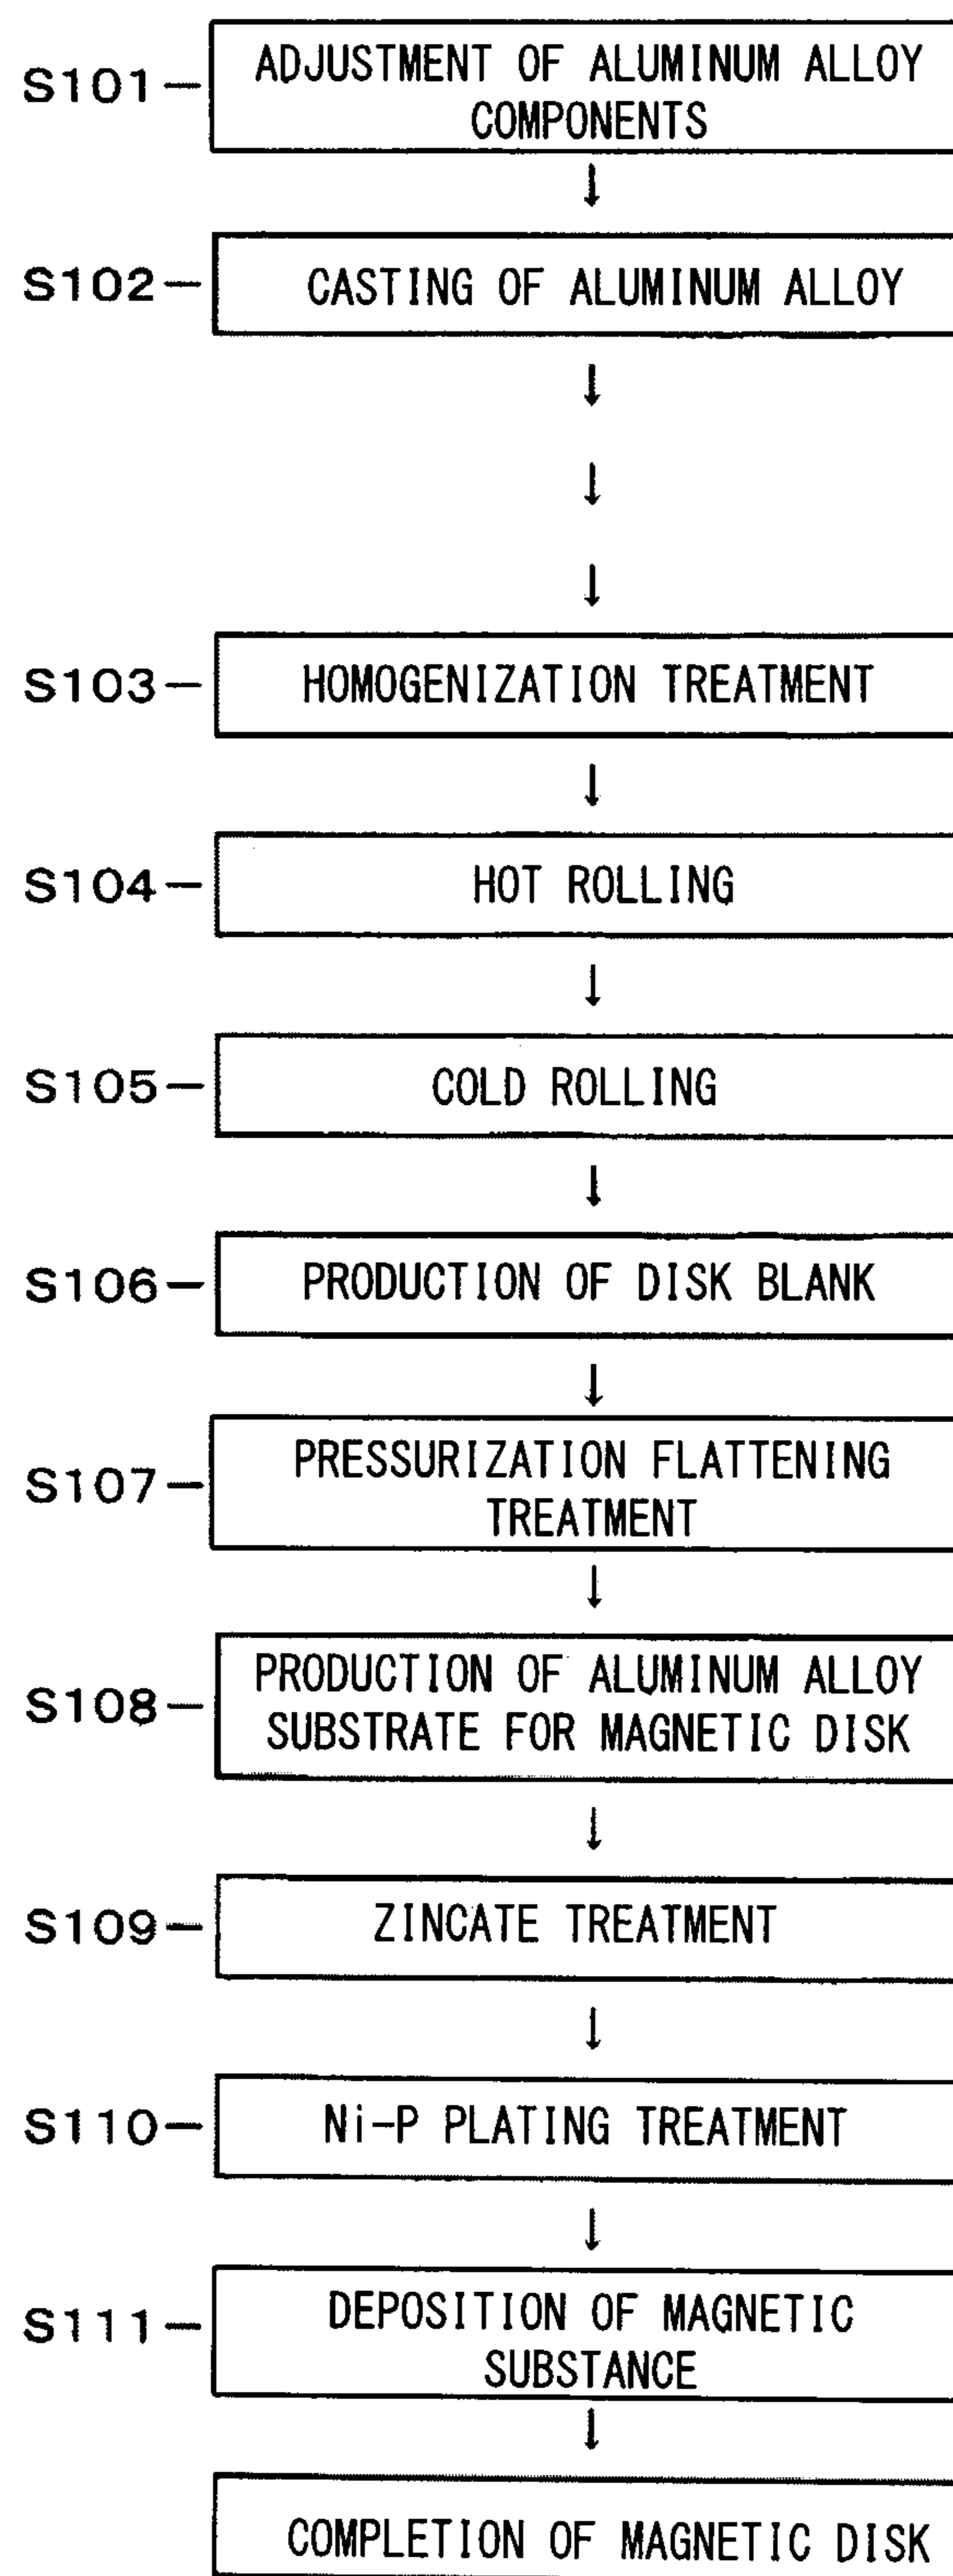 S101 ADJUSTMENT OF ALUMINUM ALLOY
COMPONENTS
S102 CASTING OF ALUMINUM ALLOY
S103 HOMOGENIZATION TREATMENT
S104 HOT ROLLING
S105 COLD ROLLING
S106 PRODUCTION OF DISK BLANK
S107 PRESSURIZATION FLATTENING
TREATMENT
S108 PRODUCTION OF ALUMINUM ALLOY
SUBSTRATE FOR MAGNETIC DISK
S109 ZINCATE TREATMENT
S110 Ni-P PLATING TREATMENT
S111 DEPOSITION OF MAGNETIC
SUBSTANCE
COMPLETION OF MAGNETIC DISK